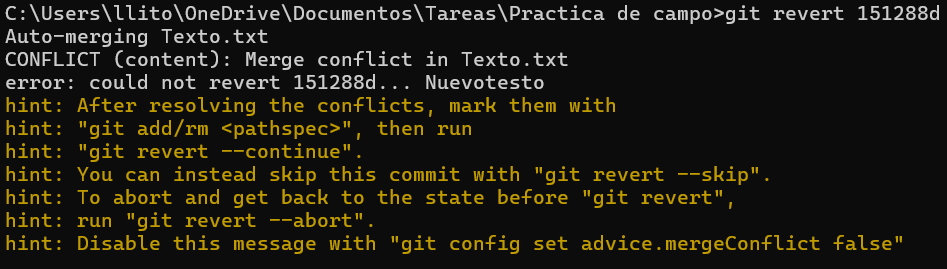 C:\Users\llito\OneDrive\Documentos\Tareas\Practica de campo>git revert 151288d
Auto-merging Texto.txt
CONFLICT (content): Merge conflict in Texto.txt
error: could not revert 151288d... Nuevotesto
hint: After resolving the conflicts, mark them with
hint: "git add/rm <pathspec>", then run
hint: "git revert --continue".
hint: You can instead skip this commit with "git revert --skip".
hint: To abort and get back to the state before "git revert",
hint: run "git revert --abort".
hint: Disable this message with "git config set advice.mergeConflict false"